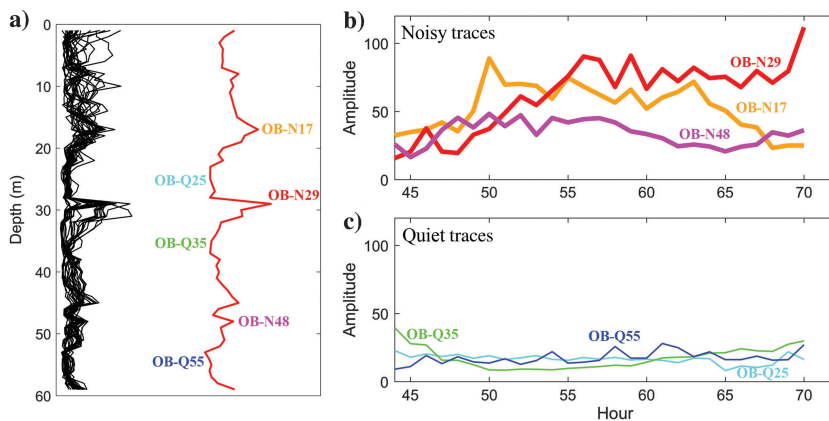 a)
0
10
20
30
40
50
60
Depth (m)
OB-N17
OB-Q25
OB-N29
OB-Q35
OB-N48
OB-Q55
b)
Noisy traces
100
50
0
Amplitude
OB-N29
OB-N17
OB-N48
45 50 55 60 65 70
c)
Quiet traces
100
50
0
Amplitude
OB-Q35
OB-Q55
OB-Q25
45 50 55 60 65 70
Hour